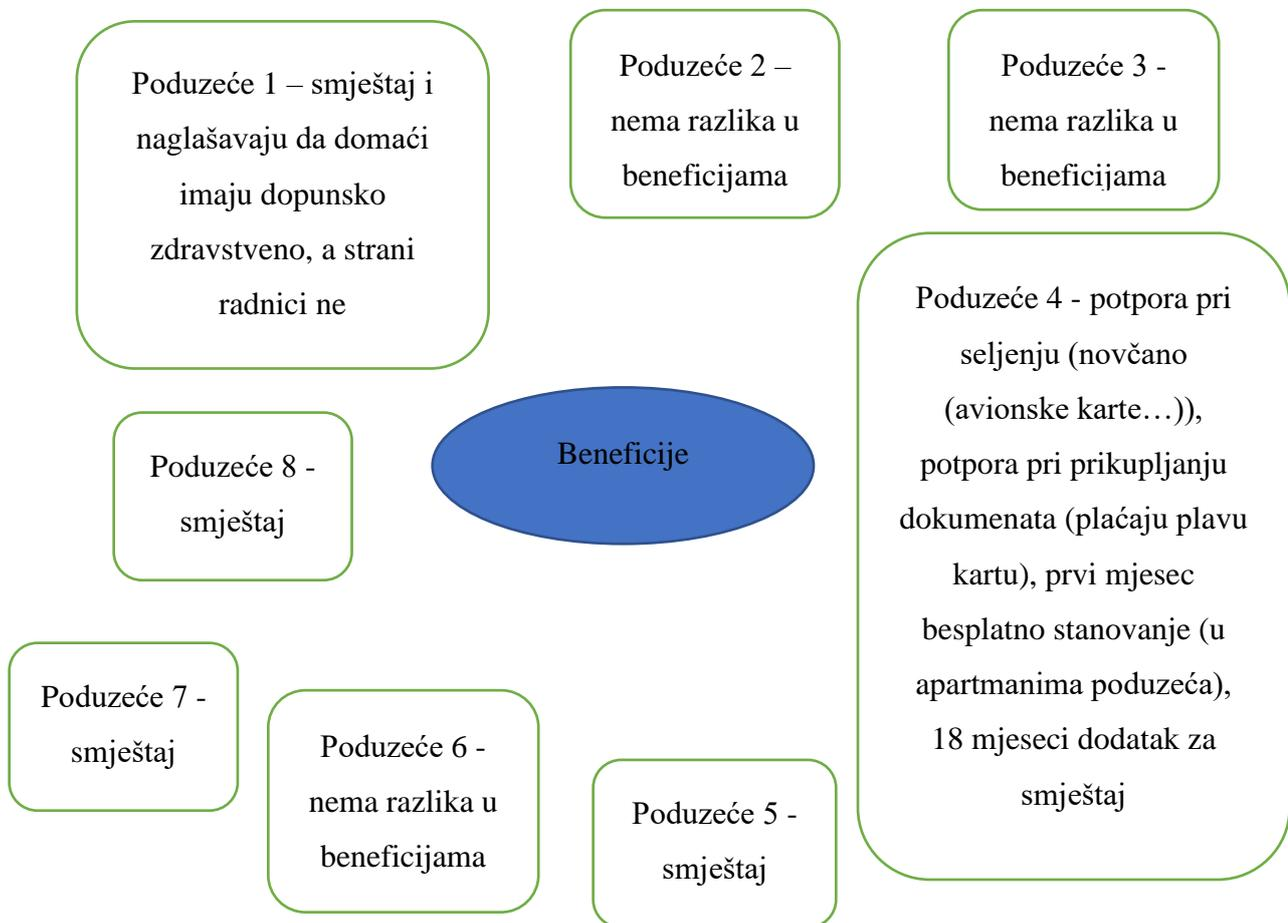 Poduzeće 1 – smještaj i
naglašavaju da domaći
imaju dopunsko
zdravstveno, a strani
radnici ne
Poduzeće 2 –
nema razlika u
beneficijama
Poduzeće 3 -
nema razlika u
beneficijama
Poduzeće 4 - potpora pri
seljenju (novčano
(avionske karte…)),
potpora pri prikupljanju
dokumenata (plaćaju plavu
kartu), prvi mjesec
besplatno stanovanje (u
apartmanima poduzeća),
18 mjeseci dodatak za
smještaj
Beneficije
Poduzeće 8 -
smještaj
Poduzeće 7 -
smještaj
Poduzeće 6 -
nema razlika u
beneficijama
Poduzeće 5 -
smještaj